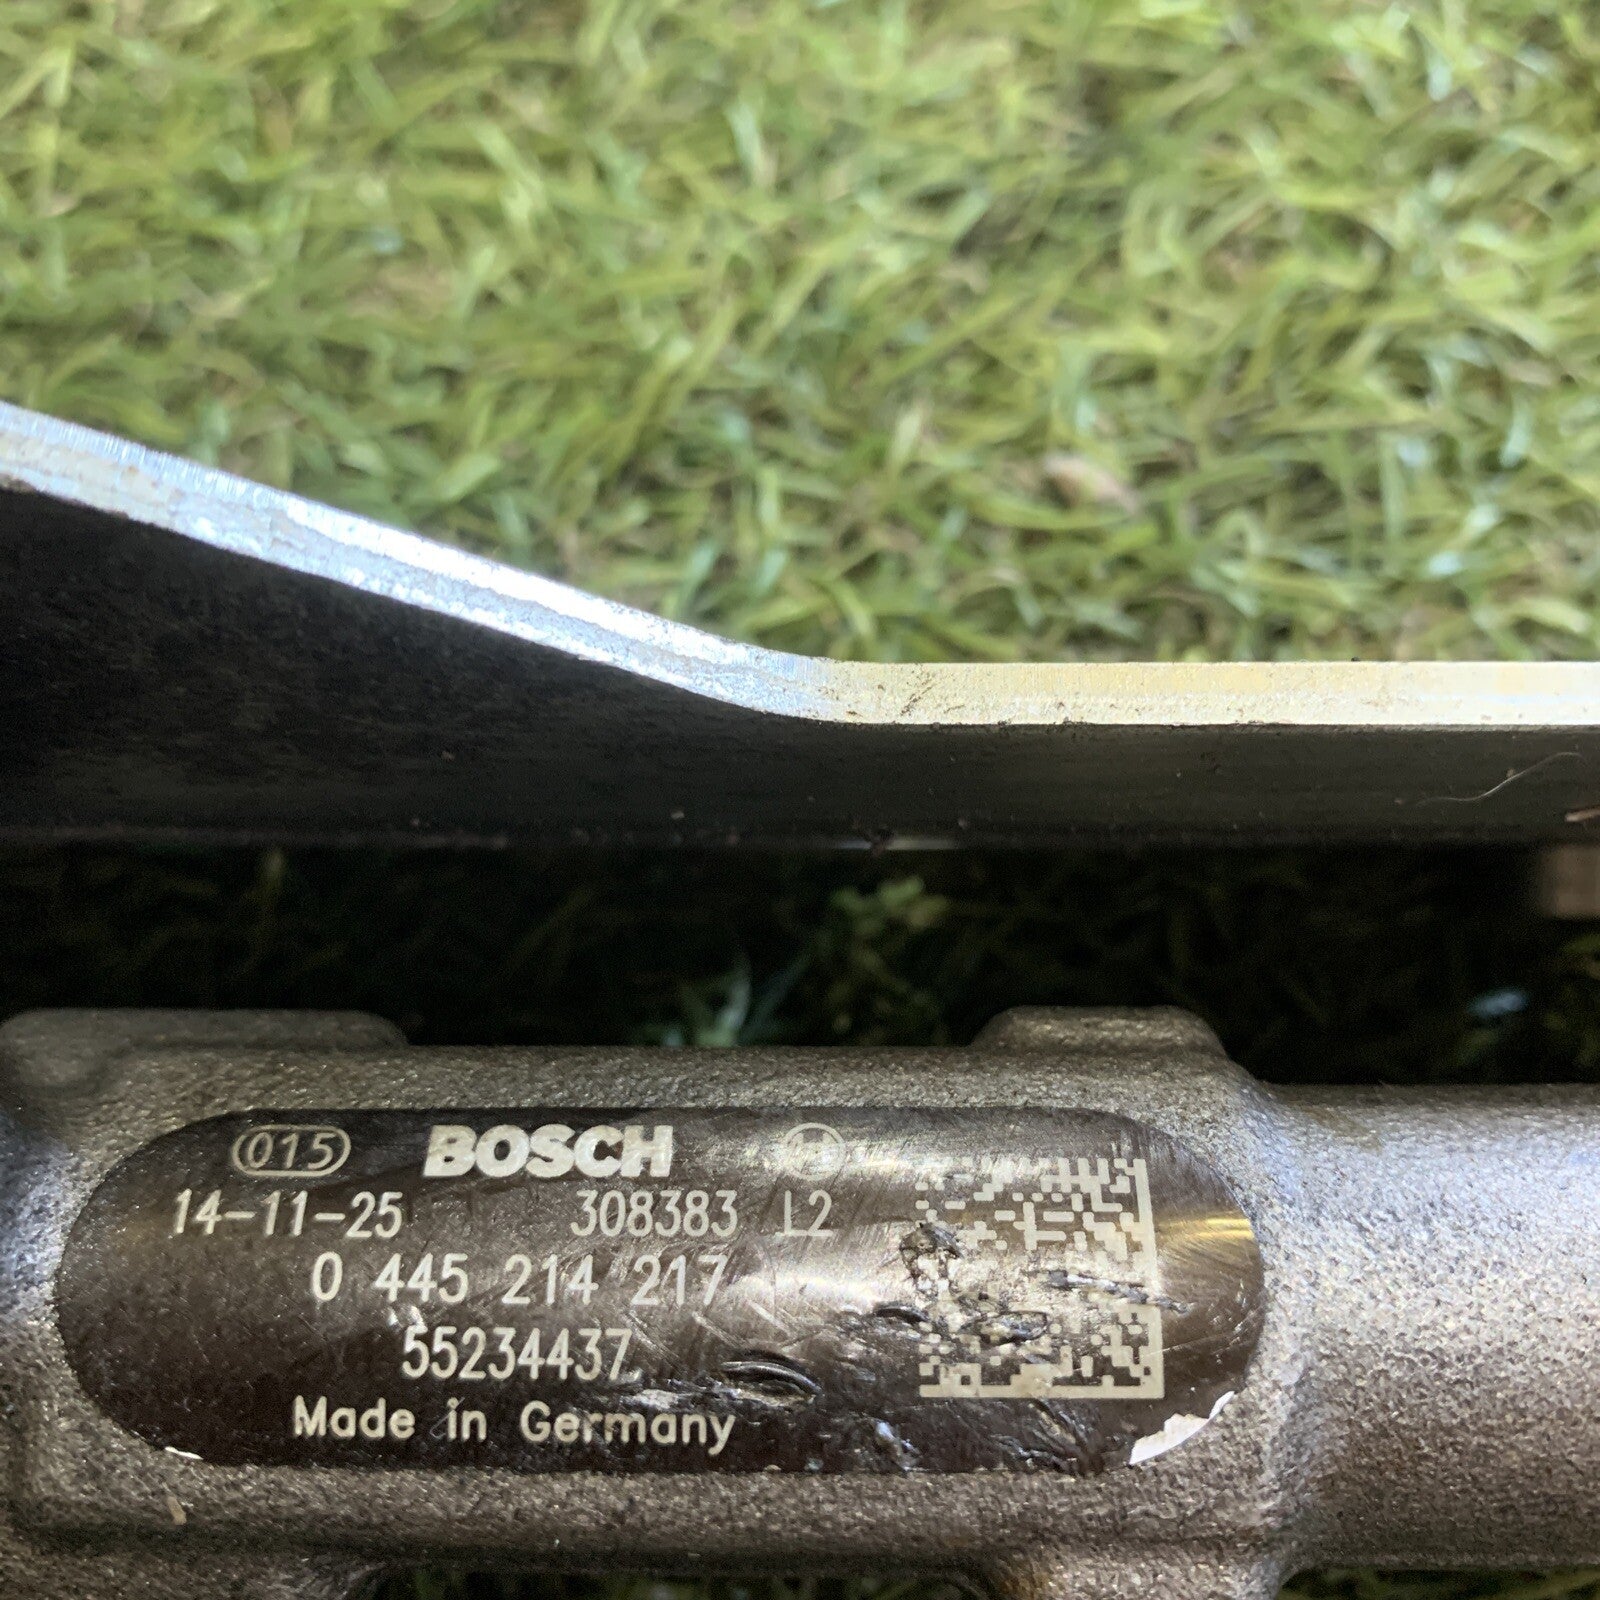 015 BOSCH
14-11-25 308383 L2
0 445 214 217
55234437
Made in Germany